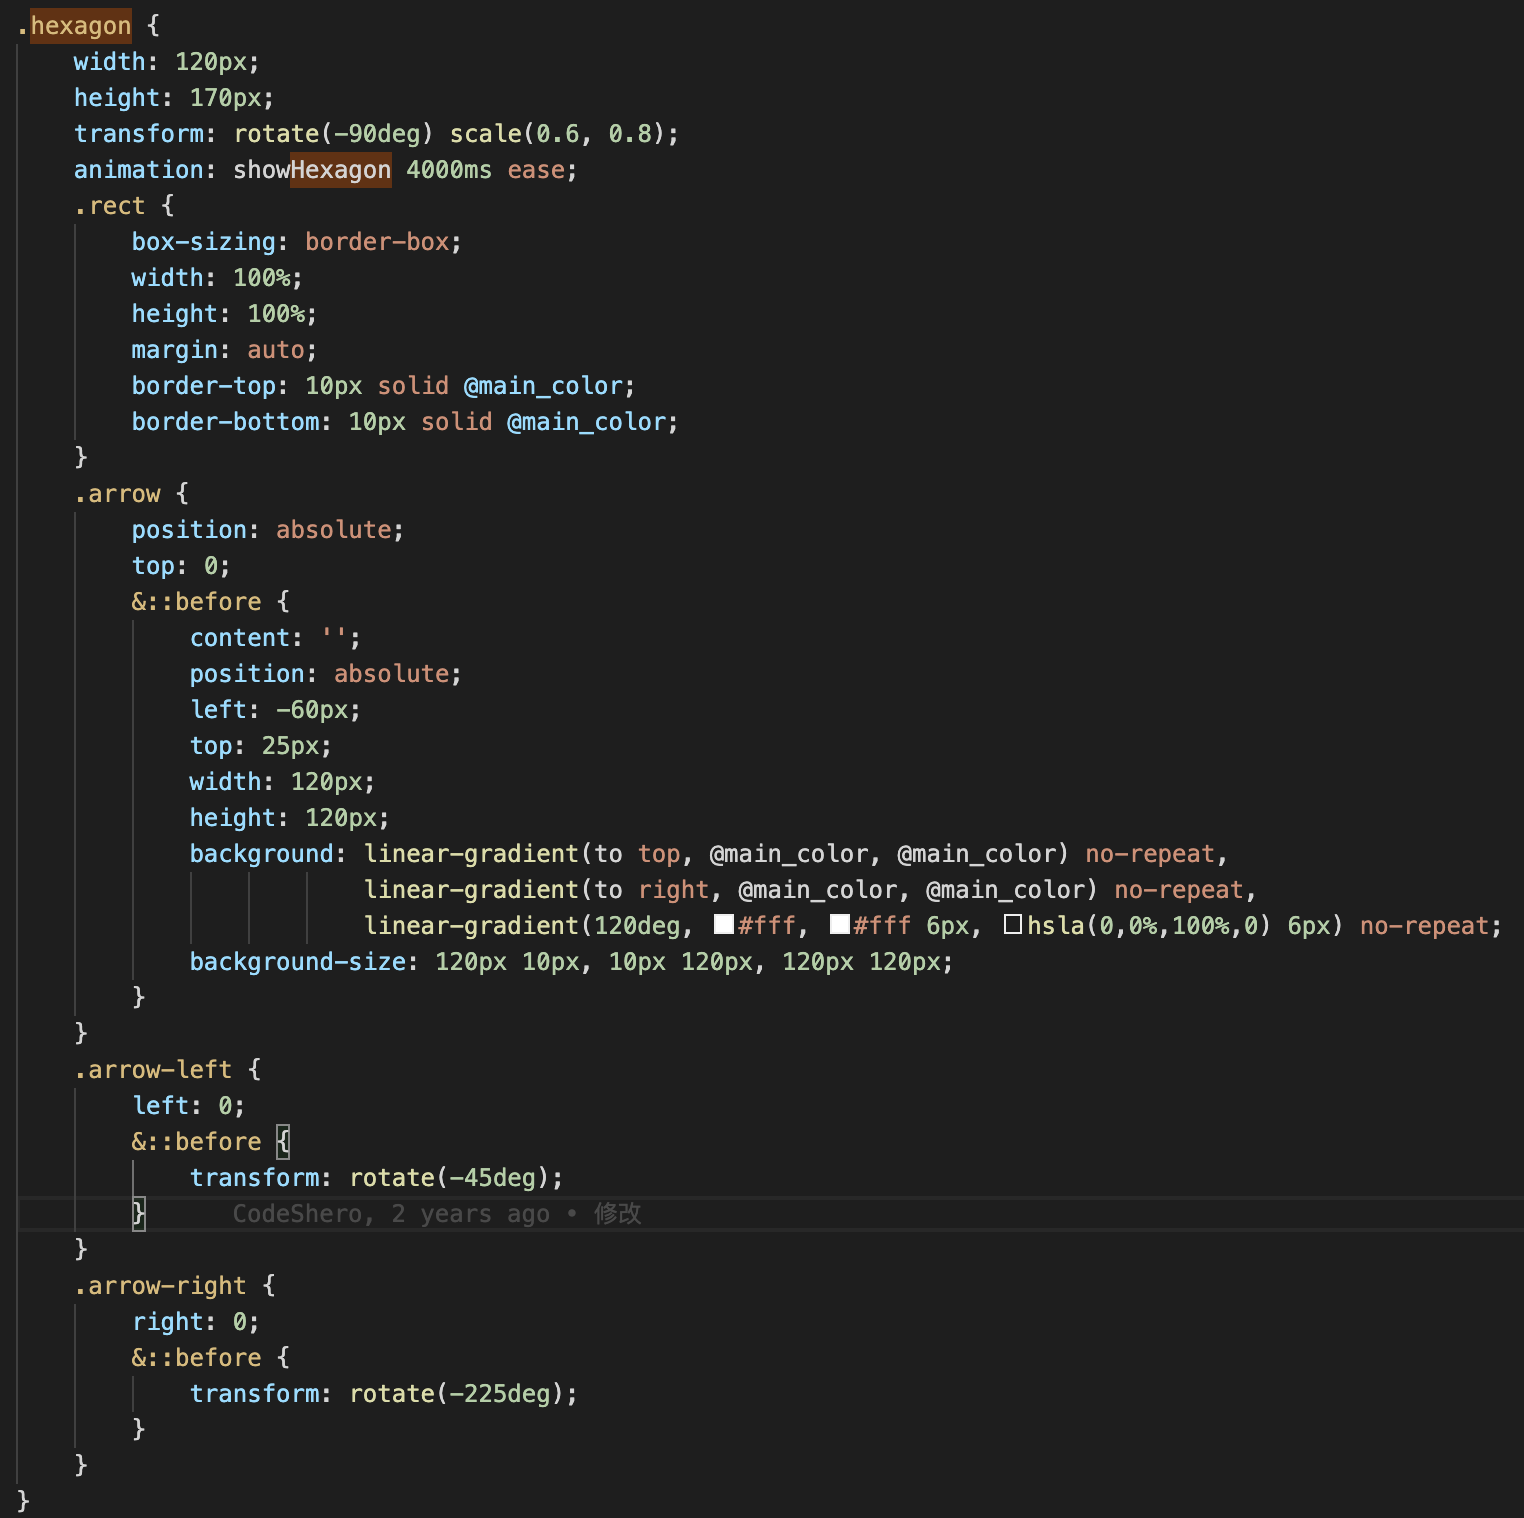 .hexagon {
width: 120px;
height: 170px;
transform: rotate(-90deg) scale(0.6, 0.8);
animation: showHexagon 4000ms ease;
.rect {
box-sizing: border-box;
width: 100%;
height: 100%;
margin: auto;
border-top: 10px solid @main_color;
border-bottom: 10px solid @main_color;
}
.arrow {
position: absolute;
top: 0;
&::before {
content: '';
position: absolute;
left: -60px;
top: 25px;
width: 120px;
height: 120px;
background: linear-gradient(to top, @main_color, @main_color) no-repeat,
linear-gradient(to right, @main_color, @main_color) no-repeat,
linear-gradient(120deg, #fff, #fff 6px, hsla(0,0%,100%,0) 6px) no-repeat;
background-size: 120px 10px, 10px 120px, 120px 120px;
}
}
.arrow-left {
left: 0;
&::before {
transform: rotate(-45deg);
} CodeShero, 2 years ago • 修改
}
.arrow-right {
right: 0;
&::before {
transform: rotate(-225deg);
}
}
}